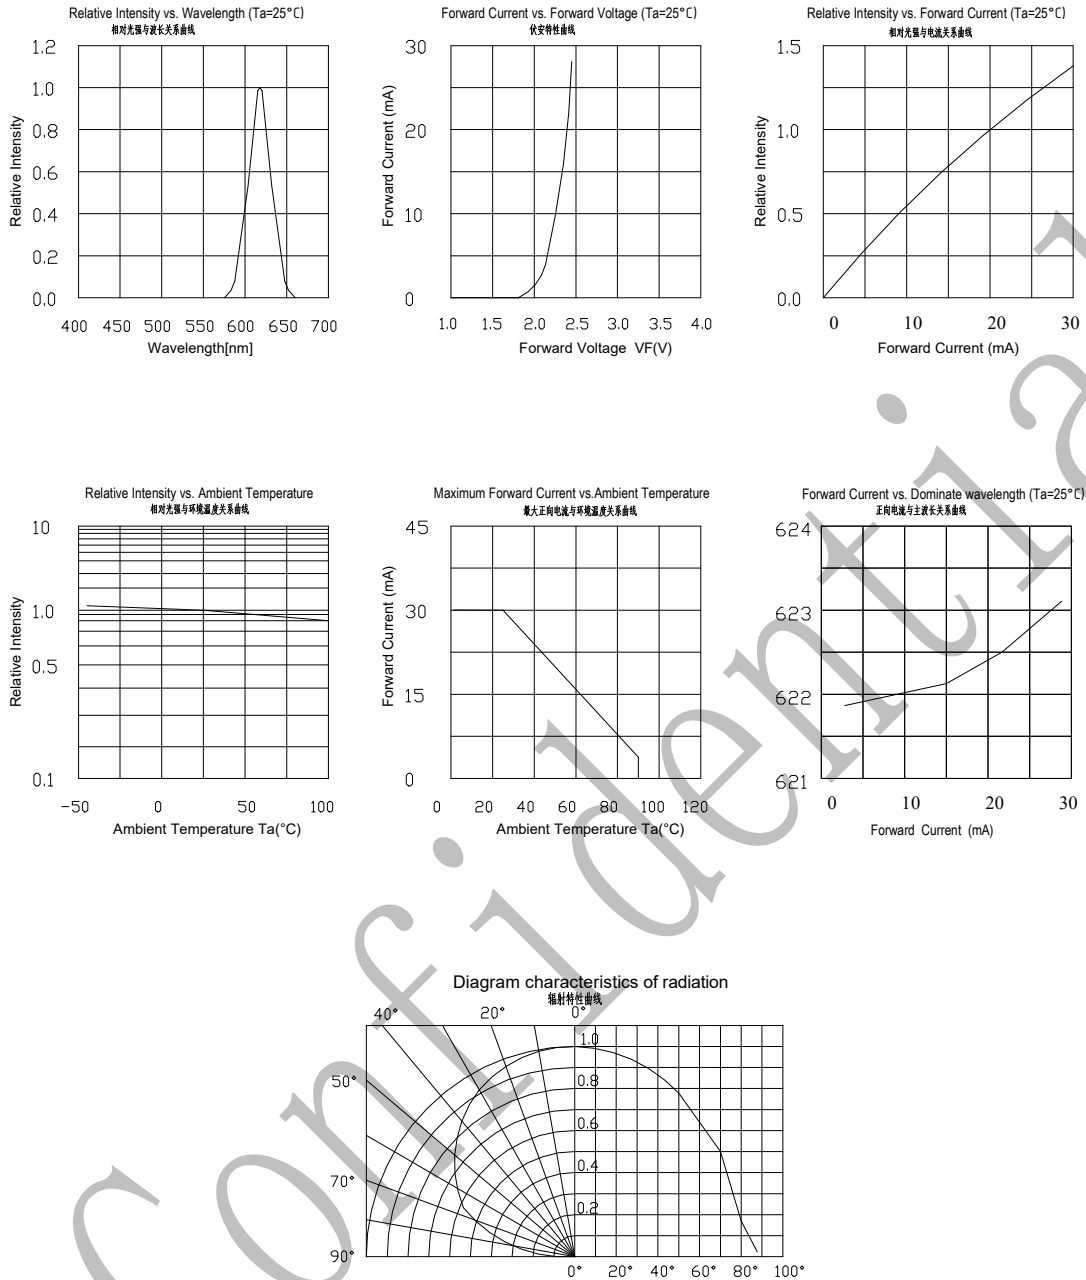 Relative Intensity vs. Wavelength (Ta=25°C)
相对光强与波长关系曲线
1.2
1.0
0.8
0.6
0.4
0.2
0.0
Relative Intensity
400 450 500 550 600 650 700
Wavelength[nm]
Forward Current vs. Forward Voltage (Ta=25°C)
伏安特性曲线
30
20
10
0
Forward Current (mA)
1.0 1.5 2.0 2.5 3.5 4.0
Forward Voltage VF(V)
Relative Intensity vs. Forward Current (Ta=25°C)
相对光强与电流关系曲线
1.5
1.0
0.5
0.0
Relative Intensity
0 10 20 30
Forward Current (mA)
Relative Intensity vs. Ambient Temperature
相对光强与环境温度关系曲线
10
1.0
0.5
0.1
Relative Intensity
-50 0 50 100
Ambient Temperature Ta(°C)
Maximum Forward Current vs.Ambient Temperature
最大正向电流与环境温度关系曲线
45
30
15
0
Forward Current (mA)
0 20 40 60 80 100 120
Ambient Temperature Ta(°C)
Forward Current vs. Dominate wavelength (Ta=25°C)
正向电流与主波长关系曲线
624
623
622
621
0 10 20 30
Forward Current (mA)
Diagram characteristics of radiation
辐射特性曲线
40° 20° 0°
50°
70°
90°
1.0
0.8
0.6
0.4
0.2
0° 20° 40° 60° 80° 100°
Confidential